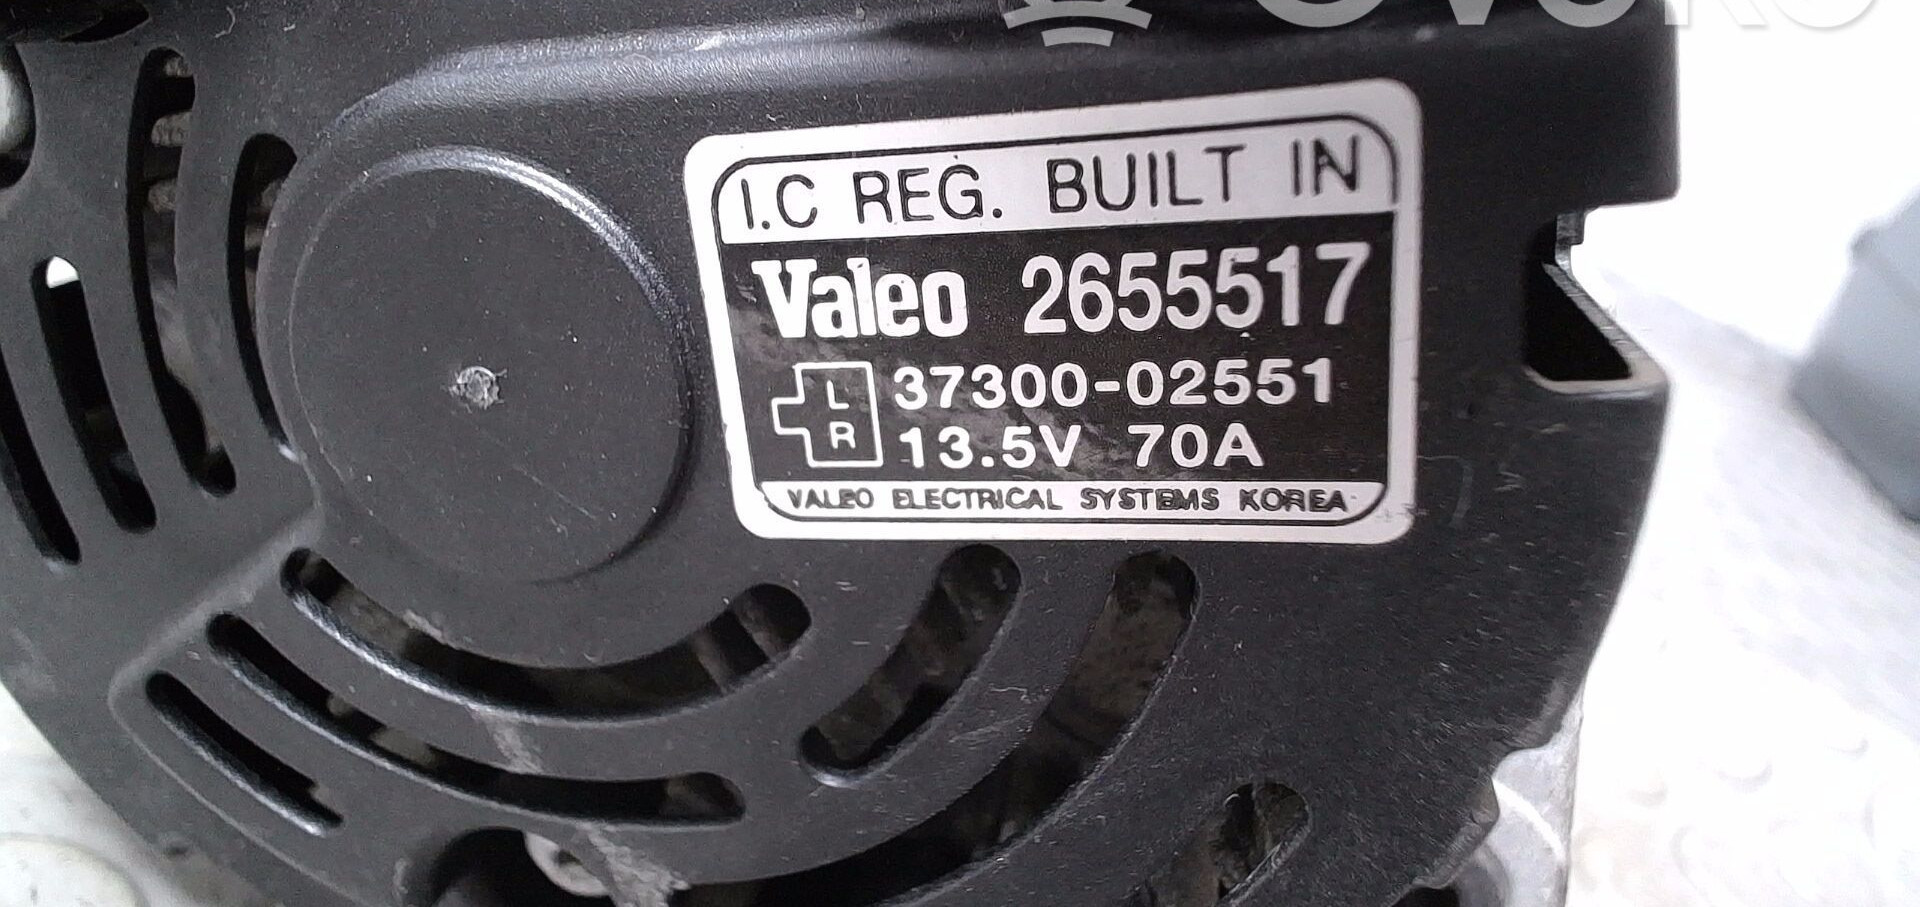 I.C REG. BUILT IN
Valeo 2655517
L 37300-02551
R 13.5V 70A
VALEO ELECTRICAL SYSTEMS KOREA